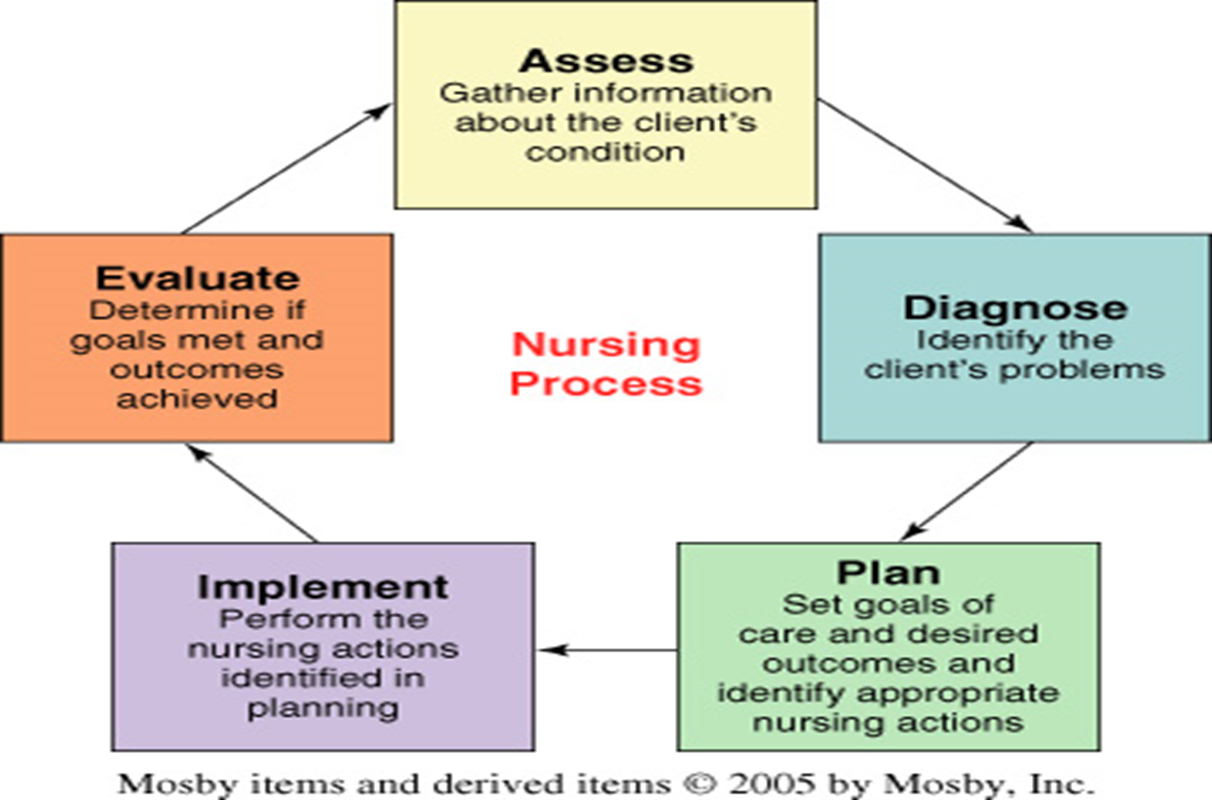 Assess
Gather information
about the client's
condition
Diagnose
Identify the
client's problems
Plan
Set goals of
care and desired
outcomes and
identify appropriate
nursing actions
Implement
Perform the
nursing actions
identified in
planning
Evaluate
Determine if
goals met and
outcomes
achieved
Nursing
Process
Mosby items and derived items © 2005 by Mosby, Inc.